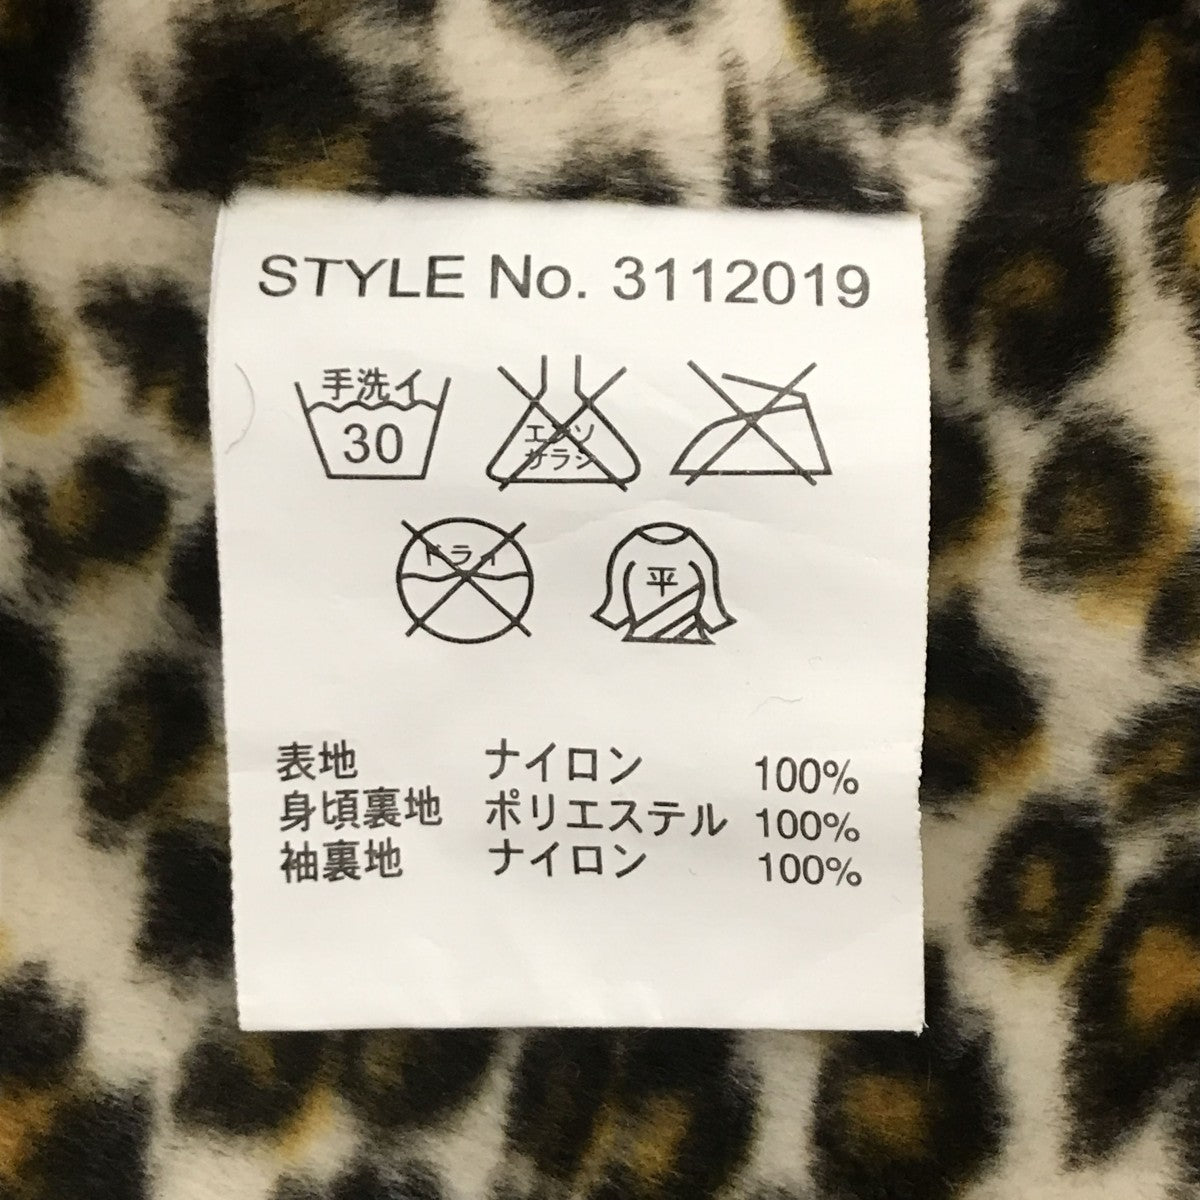 STYLE No. 3112019
手洗イ
30
エンソ
サラシ
ドライ
平
表地 ナイロン 100%
身頃裏地 ポリエステル 100%
袖裏地 ナイロン 100%